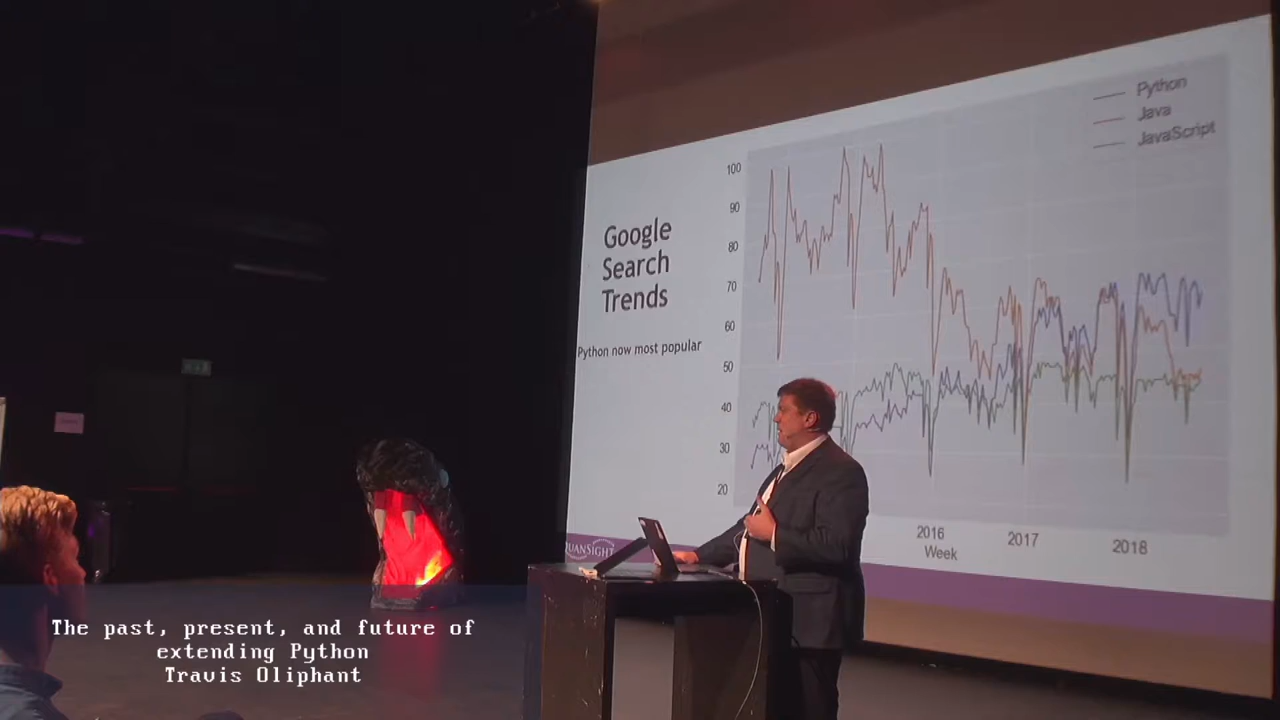 Google
Search
Trends
Python now most popular
Python
Java
JavaScript
100
90
80
70
60
50
40
30
20
2016
2017
2018
Week
QUANSIGHT
The past, present, and future of
extending Python
Travis Oliphant